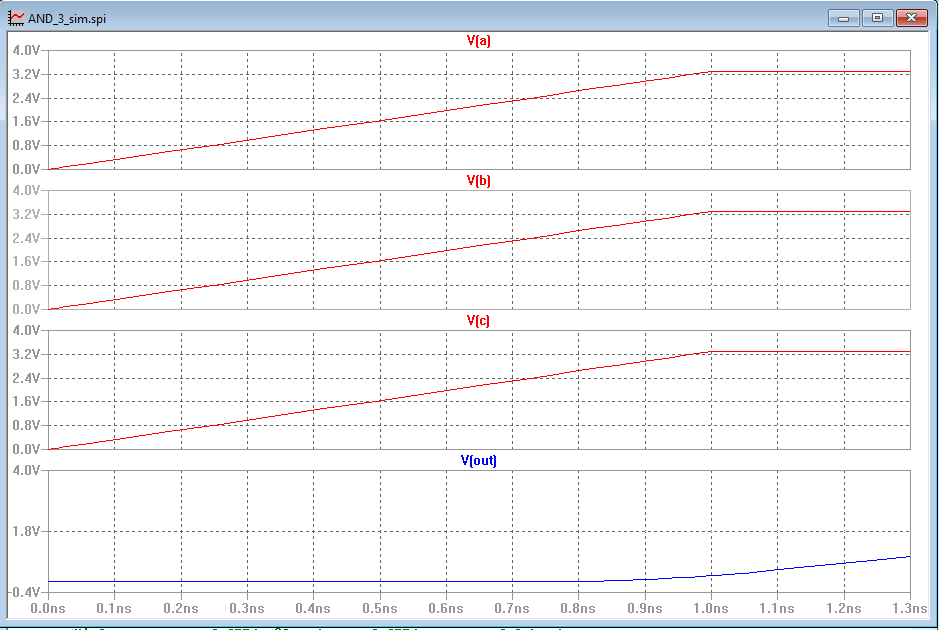 AND_3_sim.spi
V(a)
4.0V
3.2V
2.4V
1.6V
0.8V
0.0V
V(b)
4.0V
3.2V
2.4V
1.6V
0.8V
0.0V
V(c)
4.0V
3.2V
2.4V
1.6V
0.8V
0.0V
V(out)
4.0V
1.8V
-0.4V
0.0ns 0.1ns 0.2ns 0.3ns 0.4ns 0.5ns 0.6ns 0.7ns 0.8ns 0.9ns 1.0ns 1.1ns 1.2ns 1.3ns